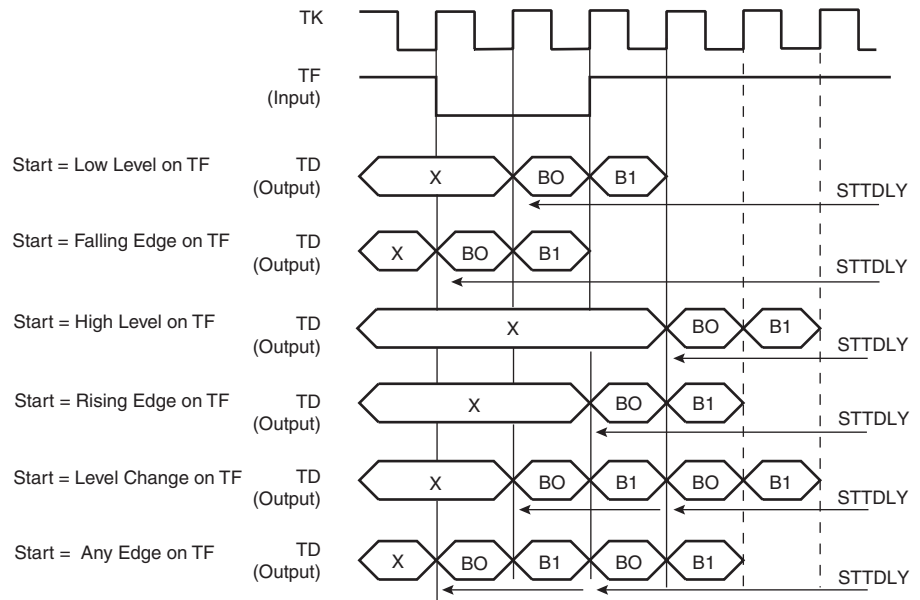 TK
TF
(Input)
Start = Low Level on TF
TD
(Output)
X
BO
B1
STTDLY
Start = Falling Edge on TF
TD
(Output)
X
BO
B1
STTDLY
Start = High Level on TF
TD
(Output)
X
BO
B1
STTDLY
Start = Rising Edge on TF
TD
(Output)
X
BO
B1
STTDLY
Start = Level Change on TF
TD
(Output)
X
BO
B1
BO
B1
STTDLY
Start = Any Edge on TF
TD
(Output)
X
BO
B1
BO
B1
STTDLY